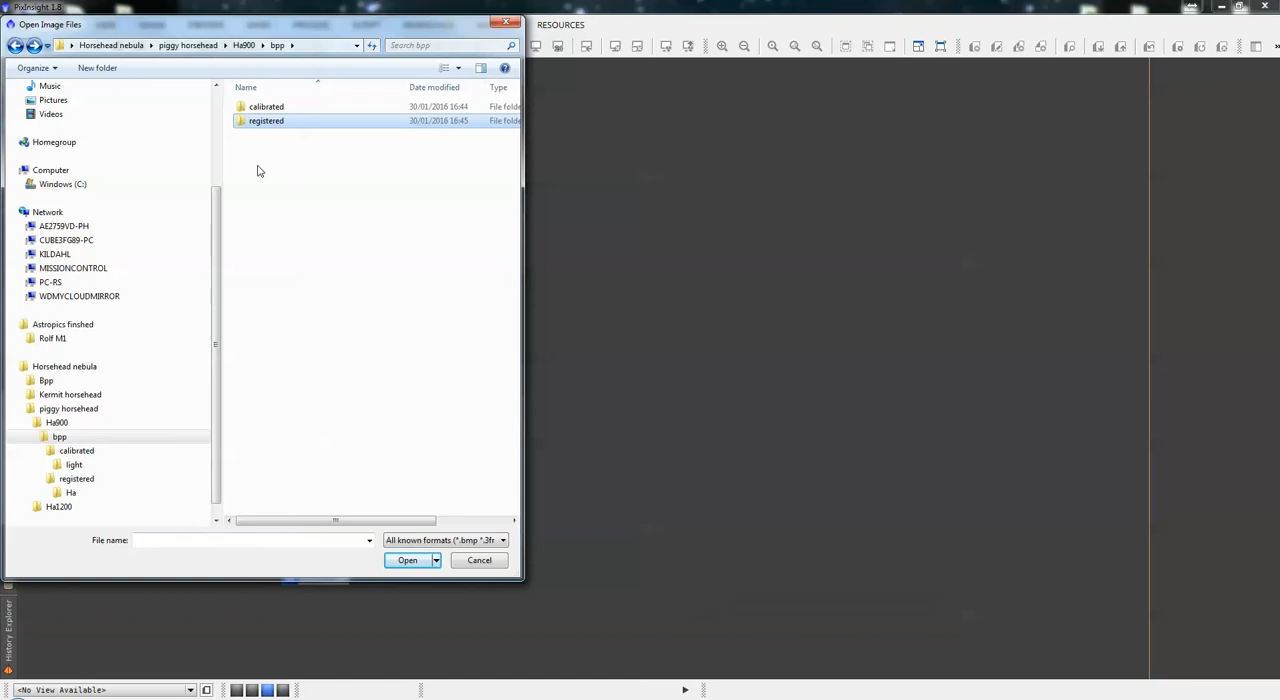 PixInsight 1.8
Open Image Files
RESOURCES
Horsehead nebula
piggy horsehead
Ha900
bpp
Search bpp
Organize
New folder
Name
Date modified
Type
Music
Pictures
Videos
calibrated
30/01/2016 16:44
File folde
registered
30/01/2016 16:45
File folde
Homegroup
Computer
Windows (C:)
Network
AE2759VD-PH
CUBE3FG89-PC
KILDAHL
MISSIONCONTROL
PC-RS
WDMYCLOUDMIRROR
Astropics finshed
Rolf M1
Horsehead nebula
Bpp
Kermit horsehead
piggy horsehead
Ha900
bpp
calibrated
light
registered
Ha
Ha1200
File name:
All known formats (*.bmp *.3fr
Open
Cancel
History Explorer
<No View Available>